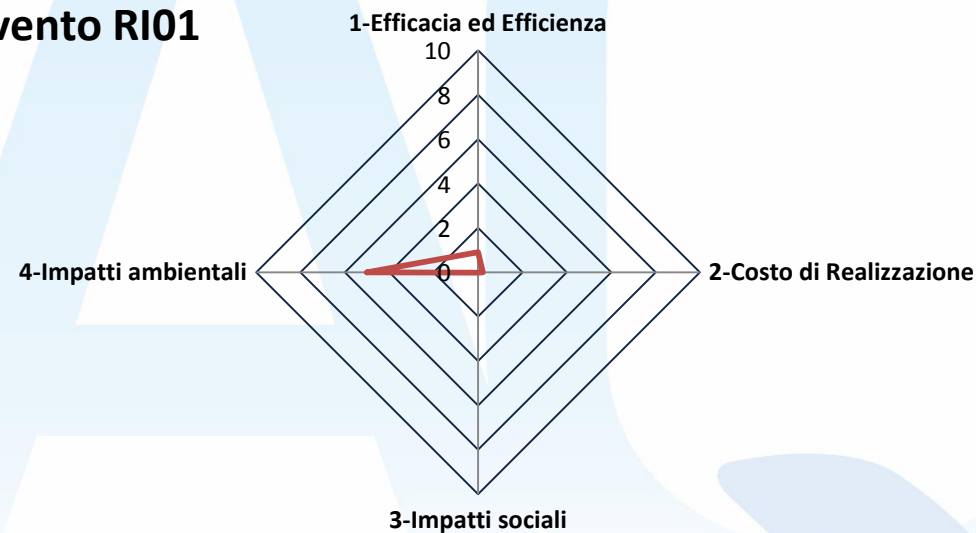 vento RI01
1-Efficacia ed Efficienza
10
8
6
4
2
0
4-Impatti ambientali
2-Costo di Realizzazione
3-Impatti sociali